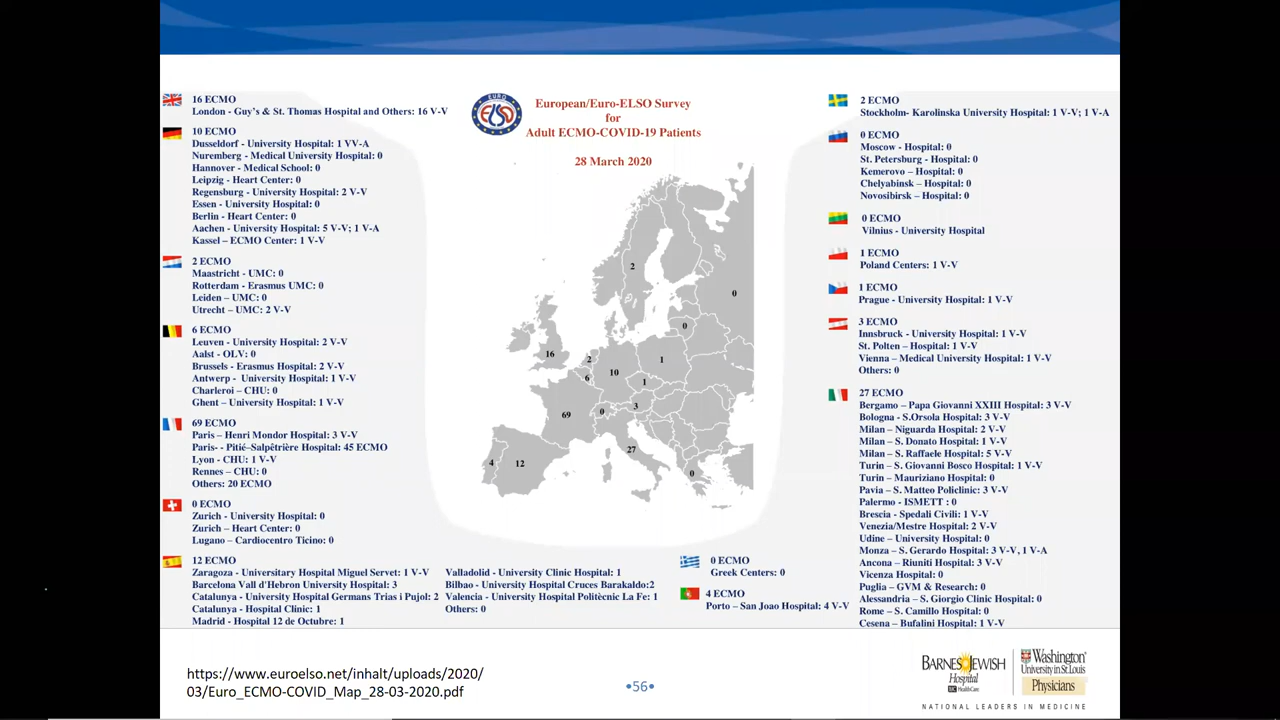 16 ECMO
London - Guy's & St. Thomas Hospital and Others: 16 V-V
10 ECMO
Dusseldorf - University Hospital: 1 VV-A
Nuremberg - Medical University Hospital: 0
Hannover - Medical School: 0
Leipzig - Heart Center: 0
Regensburg - University Hospital: 2 V-V
Essen - University Hospital: 0
Berlin - Heart Center: 0
Aachen - University Hospital: 5 V-V; 1 V-A
Kassel – ECMO Center: 1 V-V
2 ECMO
Maastricht - UMC: 0
Rotterdam - Erasmus UMC: 0
Leiden – UMC: 0
Utrecht – UMC: 2 V-V
6 ECMO
Leuven - University Hospital: 2 V-V
Aalst - OLV: 0
Brussels - Erasmus Hospital: 2 V-V
Antwerp - University Hospital: 1 V-V
Charleroi – CHU: 0
Ghent – University Hospital: 1 V-V
69 ECMO
Paris – Henri Mondor Hospital: 3 V-V
Paris- - Pitié–Salpêtrière Hospital: 45 ECMO
Lyon - CHU: 1 V-V
Rennes – CHU: 0
Others: 20 ECMO
0 ECMO
Zurich - University Hospital: 0
Zurich – Heart Center: 0
Lugano – Cardiocentro Ticino: 0
12 ECMO
Zaragoza - Universitary Hospital Miguel Servet: 1 V-V
Barcelona Vall d'Hebron University Hospital: 3
Catalunya - University Hospital Germans Trias i Pujol: 2
Catalunya - Hospital Clinic: 1
Madrid - Hospital 12 de Octubre: 1
Valladolid - University Clinic Hospital: 1
Bilbao - University Hospital Cruces Barakaldo:2
Valencia - University Hospital Politècnic La Fe: 1
Others: 0
EURO
ELSO
European/Euro-ELSO Survey
for
Adult ECMO-COVID-19 Patients
28 March 2020
2
0
0
16
2
1
10
6
1
3
69
0
27
4
12
0
0 ECMO
Greek Centers: 0
4 ECMO
Porto – San Joao Hospital: 4 V-V
2 ECMO
Stockholm- Karolinska University Hospital: 1 V-V; 1 V-A
0 ECMO
Moscow - Hospital: 0
St. Petersburg - Hospital: 0
Kemerovo – Hospital: 0
Chelyabinsk – Hospital: 0
Novosibirsk – Hospital: 0
0 ECMO
Vilnius - University Hospital
1 ECMO
Poland Centers: 1 V-V
1 ECMO
Prague - University Hospital: 1 V-V
3 ECMO
Innsbruck - University Hospital: 1 V-V
St. Polten – Hospital: 1 V-V
Vienna – Medical University Hospital: 1 V-V
Others: 0
27 ECMO
Bergamo – Papa Giovanni XXIII Hospital: 3 V-V
Bologna - S.Orsola Hospital: 3 V-V
Milan – Niguarda Hospital: 2 V-V
Milan – S. Donato Hospital: 1 V-V
Milan – S. Raffaele Hospital: 5 V-V
Turin – S. Giovanni Bosco Hospital: 1 V-V
Turin – Mauriziano Hospital: 0
Pavia – S. Matteo Policlinic: 3 V-V
Palermo - ISMETT : 0
Brescia - Spedali Civili: 1 V-V
Venezia/Mestre Hospital: 2 V-V
Udine – University Hospital: 0
Monza – S. Gerardo Hospital: 3 V-V, 1 V-A
Ancona – Riuniti Hospital: 3 V-V
Vicenza Hospital: 0
Puglia – GVM & Research: 0
Alessandria – S. Giorgio Clinic Hospital: 0
Rome – S. Camillo Hospital: 0
Cesena – Bufalini Hospital: 1 V-V
https://www.euroelso.net/inhalt/uploads/2020/
03/Euro_ECMO-COVID_Map_28-03-2020.pdf
•56•
BARNES JEWISH
Hospital
BJC HealthCare
Washington
University in St. Louis
Physicians
NATIONAL LEADERS IN MEDICINE